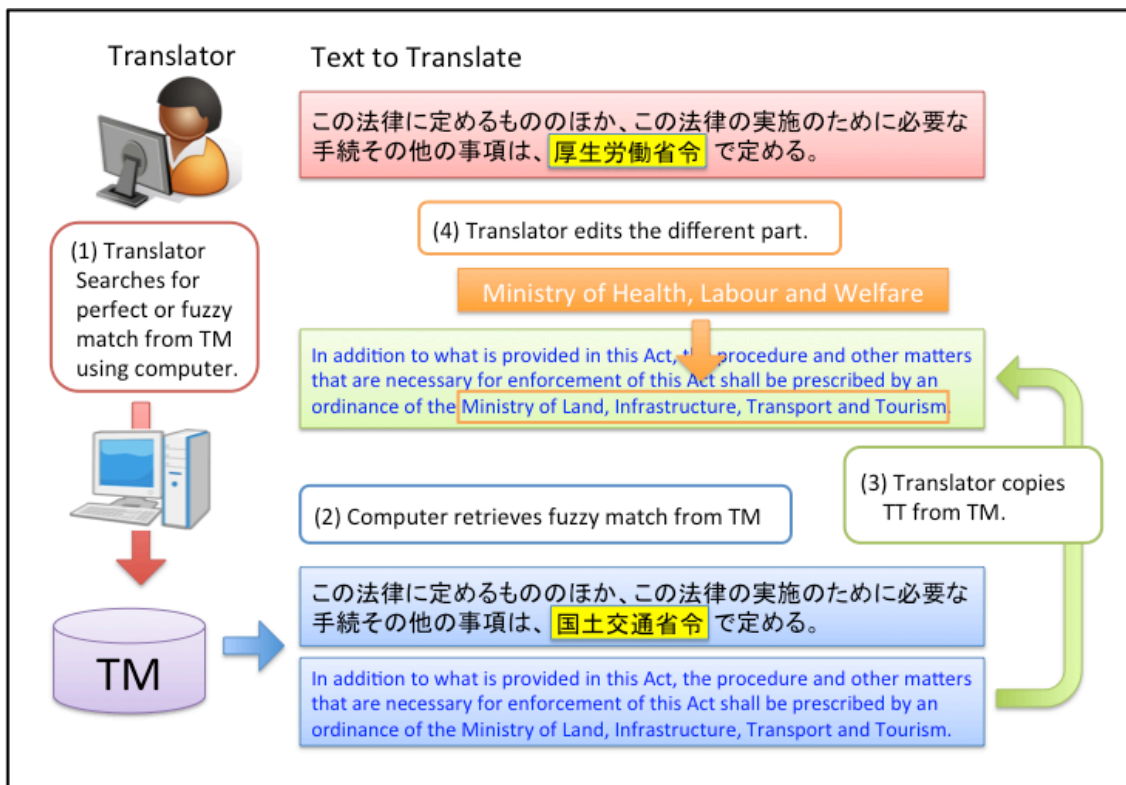 Translator
Text to Translate
この法律に定めるもののほか、この法律の実施のために必要な
手続その他の事項は、厚生労働省令で定める。
(1) Translator
Searches for
perfect or fuzzy
match from TM
using computer.
(4) Translator edits the different part.
Ministry of Health, Labour and Welfare
In addition to what is provided in this Act, the procedure and other matters
that are necessary for enforcement of this Act shall be prescribed by an
ordinance of the Ministry of Land, Infrastructure, Transport and Tourism.
(3) Translator copies
TT from TM.
(2) Computer retrieves fuzzy match from TM
この法律に定めるもののほか、この法律の実施のために必要な
手続その他の事項は、国土交通省令で定める。
TM
In addition to what is provided in this Act, the procedure and other matters
that are necessary for enforcement of this Act shall be prescribed by an
ordinance of the Ministry of Land, Infrastructure, Transport and Tourism.